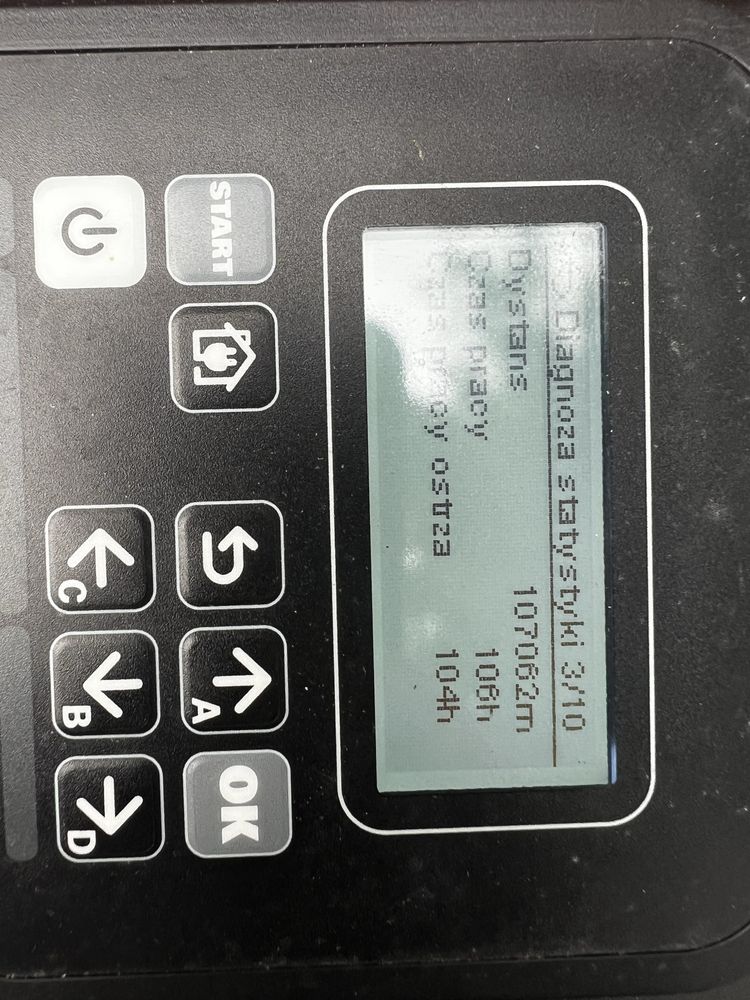 Diagnoza statystyki 3/10
Dystans 107062m
Czas pracy 106h
Czas pracy ostrza 104h
START
A
OK
C
B
D